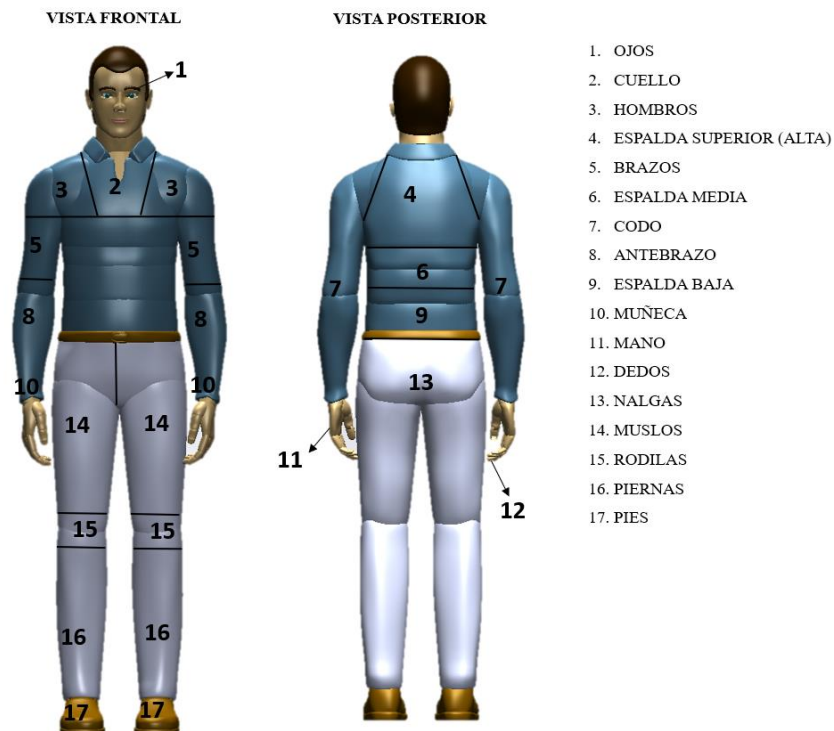 VISTA FRONTAL
1
3 2 3
5 5
8 8
10 10
14 14
15 15
16 16
17 17
VISTA POSTERIOR
4
6
7 7
9
13
11
12
1. OJOS
2. CUELLO
3. HOMBROS
4. ESPALDA SUPERIOR (ALTA)
5. BRAZOS
6. ESPALDA MEDIA
7. CODO
8. ANTEBRAZO
9. ESPALDA BAJA
10. MUÑECA
11. MANO
12. DEDOS
13. NALGAS
14. MUSLOS
15. RODILAS
16. PIERNAS
17. PIES